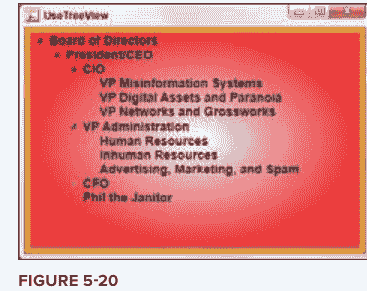 UseTreeView
Board of Directors
President/CEO
CIO
VP Misinformation Systems
VP Digital Assets and Paranoia
VP Networks and Grossworks
VP Administration
Human Resources
Inhuman Resources
Advertising, Marketing, and Spam
CFO
Phil the Janitor
FIGURE 5-20